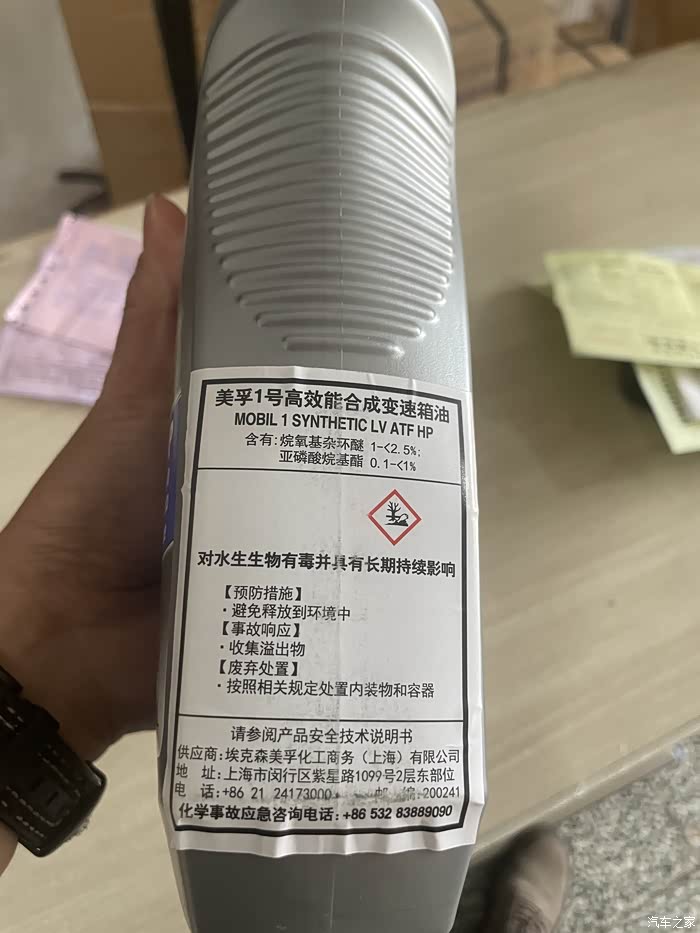 美孚1号高效能合成变速箱油
MOBIL 1 SYNTHETIC LV ATF HP
含有:烷氧基杂环醚 1-<2.5%;
亚磷酸烷基酯 0.1-<1%
对水生生物有毒并具有长期持续影响
【预防措施】
·避免释放到环境中
【事故响应】
·收集溢出物
【废弃处置】
·按照相关规定处置内装物和容器
请参阅产品安全技术说明书
供应商:埃克森美孚化工商务(上海)有限公司
地 址:上海市闵行区紫星路1099号2层东部位
电 话:+86 21 24173000 邮 编:200241
化学事故应急咨询电话:+86 532 83889090
汽车之家